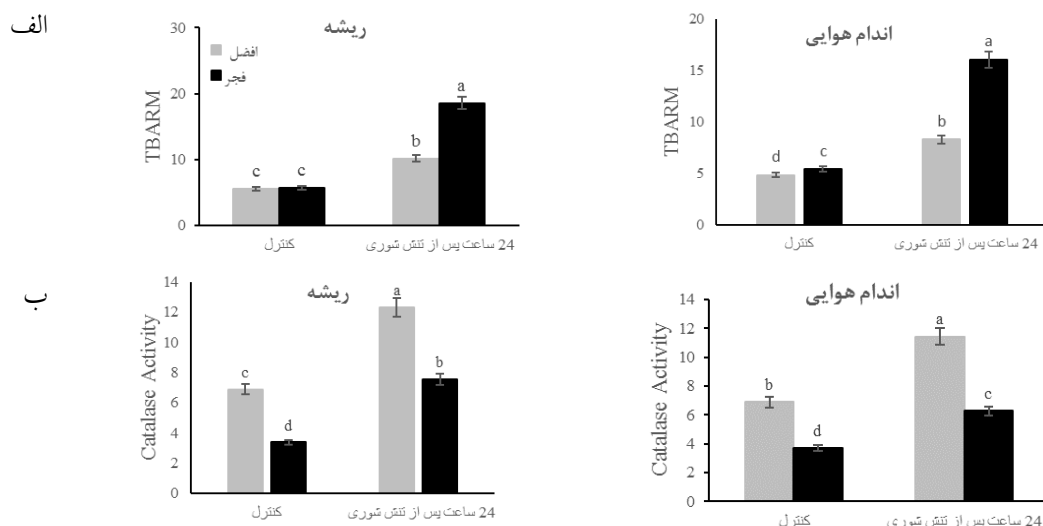 الف
ریشه
اندام هوایی
افضل
فجر
TBARM
30
20
10
0
c
c
b
a
کنترل
24 ساعت پس از تنش شوری
TBARM
20
15
10
5
0
d
c
b
a
کنترل
24 ساعت پس از تنش شوری
ب
ریشه
اندام هوایی
Catalase Activity
14
12
10
8
6
4
2
0
c
d
a
b
کنترل
24 ساعت پس از تنش شوری
Catalase Activity
14
12
10
8
6
4
2
0
b
d
a
c
کنترل
24 ساعت پس از تنش شوری